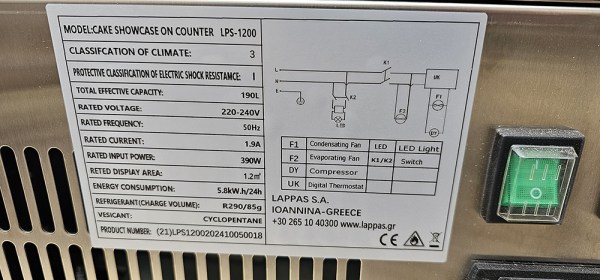 MODEL:CAKE SHOWCASE ON COUNTER LPS-1200
CLASSIFCATION OF CLIMATE: 3
PROTECTIVE CLASSIFICATION OF ELECTRIC SHOCK RESISTAMCE: I
TOTAL EFFECTIVE CAPACITY: 190L
RATED VOLTAGE: 220-240V
RATED FREQUENCY: 50Hz
RATED CURRENT: 1.9A
RATED INPUT POWER: 390W
RETED DISPLAY AREA: 1.2㎡
ENERGY CONSUMPTION: 5.8kW.h/24h
REFRIGERANT(CHARGE VOLUME): R290/85g
VESICANT: CYCLOPENTANE
PRODUCT NUMBER: (21)LPS1200202410050018
L
N
E
K1
K2
LED
F3
UK
F1
DY
F1 Condensating Fan LED LED Light
F2 Evaporating Fan K1/K2 Switch
DY Compressor
UK Digital Thermostat
LAPPAS S.A.
IOANNINA-GREECE
+30 265 10 40300 www.lappas.gr
CE